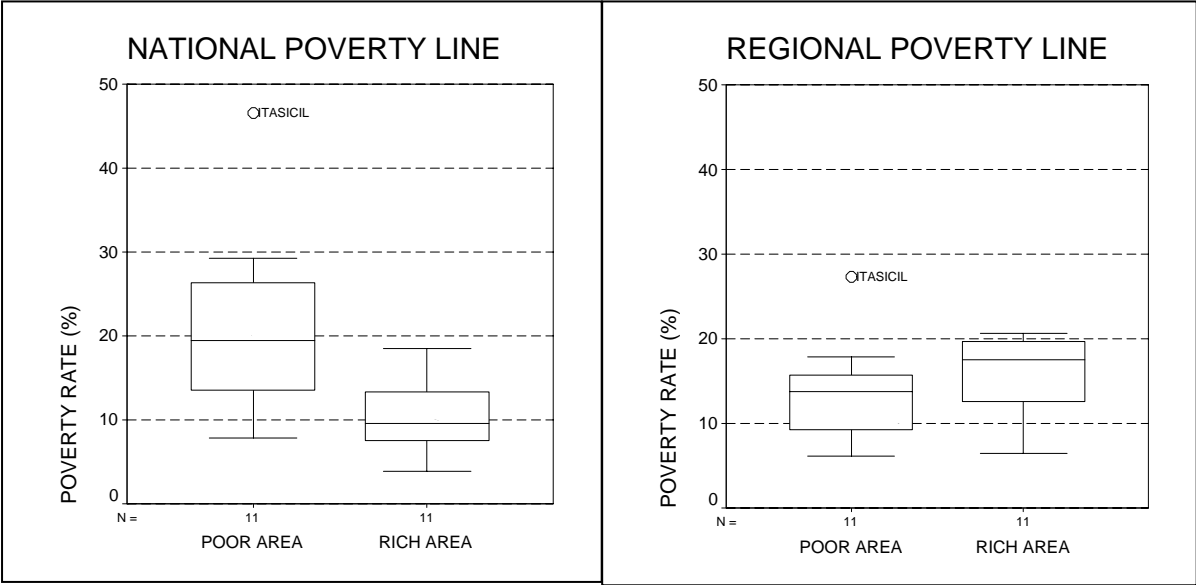 NATIONAL POVERTY LINE
POVERTY RATE (%)
50
40
30
20
10
0
ITASICIL
N =
11
11
POOR AREA
RICH AREA
REGIONAL POVERTY LINE
POVERTY RATE (%)
50
40
30
20
10
0
ITASICIL
N =
11
11
POOR AREA
RICH AREA